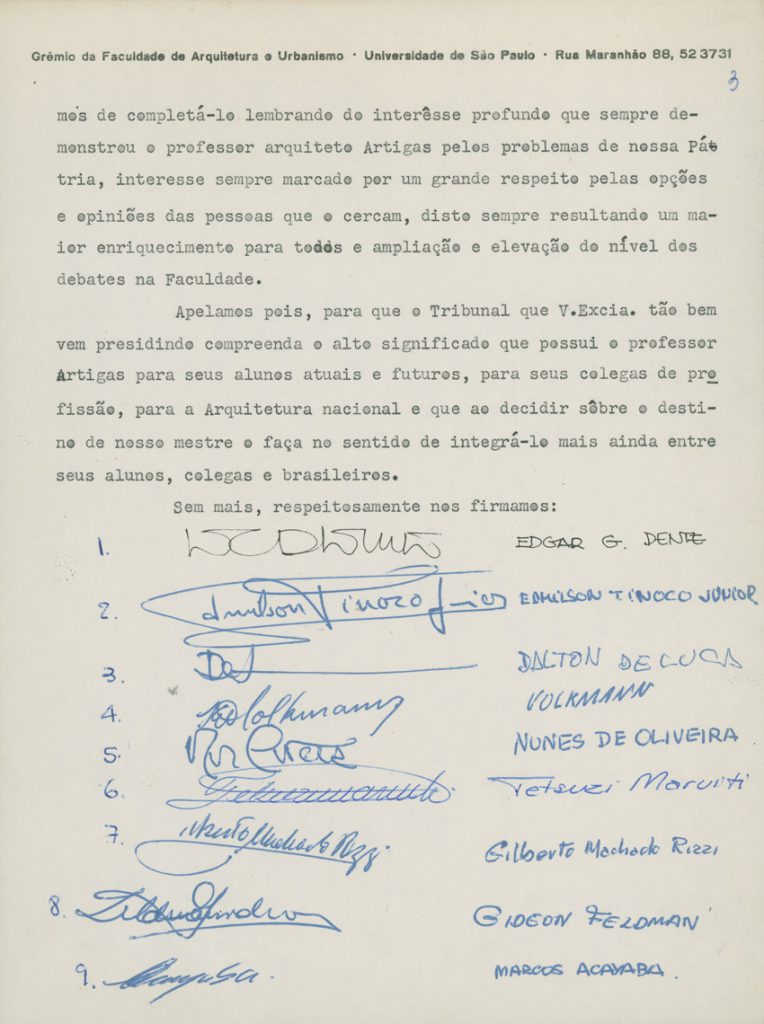 Grêmio da Faculdade de Arquitetura e Urbanismo · Universidade de São Paulo · Rua Maranhão 88, 52 3731
3
mos de completá-lo lembrando do interêsse profundo que sempre de-
monstrou o professor arquiteto Artigas pelos problemas de nossa Pát
tria, interesse sempre marcado por um grande respeito pelas opções
e opiniões das pessoas que o cercam, disto sempre resultando um ma-
ior enriquecimento para todos e ampliação e elevação do nível dos
debates na Faculdade.
Apelamos pois, para que o Tribunal que V.Excia. tão bem
vem presidindo compreenda o alto significado que possui o professor
Artigas para seus alunos atuais e futuros, para seus colegas de pro
fissão, para a Arquitetura nacional e que ao decidir sôbre o desti-
no de nosso mestre o faça no sentido de integrá-lo mais ainda entre
seus alunos, colegas e brasileiros.
Sem mais, respeitosamente nos firmamos:
1. EDGAR G. DENTE
2. Edmilson Tinoco Junior EDMILSON TINOCO JUNIOR
3. DALTON DE LUCA
4. Volkmann VOLKMANN
5. NUNES DE OLIVEIRA
6. Tetsuzi Maruiti
7. Gilberto Machado Rizzi Gilberto Machado Rizzi
8. GIDEON FELDMAN
9. MARCOS ACAYABA.